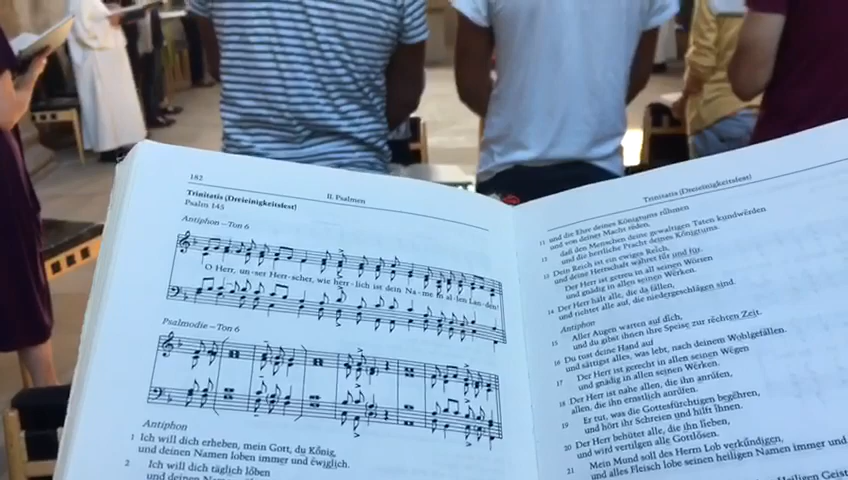 182
II. Psalmen
Trinitatis (Dreieinigkeitsfest)
Psalm 145
Antiphon – Ton 6
O Herr, un-ser Herr-scher, wie herr-lich ist dein Na-me in al-len Lan-den!
Psalmodie – Ton 6
Antiphon
1 Ich will dich erheben, mein Gott, du König,
und deinen Namen loben immer und ewiglich.
2 Ich will dich täglich loben
und deinen Namen
Trinitatis (Dreieinigkeitsfest)
11 und die Ehre deines Königtums rühmen
und von deiner Macht reden,
12 daß den Menschen deine gewaltigen Taten kundwerden
und die herrliche Pracht deines Königtums.
13 Dein Reich ist ein ewiges Reich,
und deine Herrschaft währet für und für.
Der Herr ist getreu in all seinen Worten
und gnädig in allen seinen Werken.
14 Der Herr hält alle, die da fallen,
und richtet alle auf, die niedergeschlagen sind.
Antiphon
15 Aller Augen warten auf dich,
und du gibst ihnen ihre Speise zur rechten Zeit.
16 Du tust deine Hand auf
und sättigst alles, was lebt, nach deinem Wohlgefallen.
17 Der Herr ist gerecht in allen seinen Wegen
und gnädig in allen seinen Werken.
18 Der Herr ist nahe allen, die ihn anrufen,
allen, die ihn ernstlich anrufen.
19 Er tut, was die Gottesfürchtigen begehren,
und hört ihr Schreien und hilft ihnen.
20 Der Herr behütet alle, die ihn lieben,
und wird vertilgen alle Gottlosen.
21 Mein Mund soll des Herrn Lob verkündigen,
und alles Fleisch lobe seinen heiligen Namen immer und
Heiligen Geist